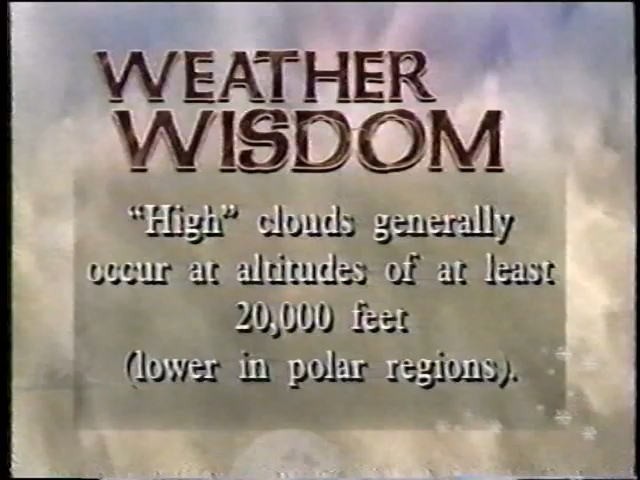 WEATHER
WISDOM
“High” clouds generally
occur at altitudes of at least
20,000 feet
(lower in polar regions).